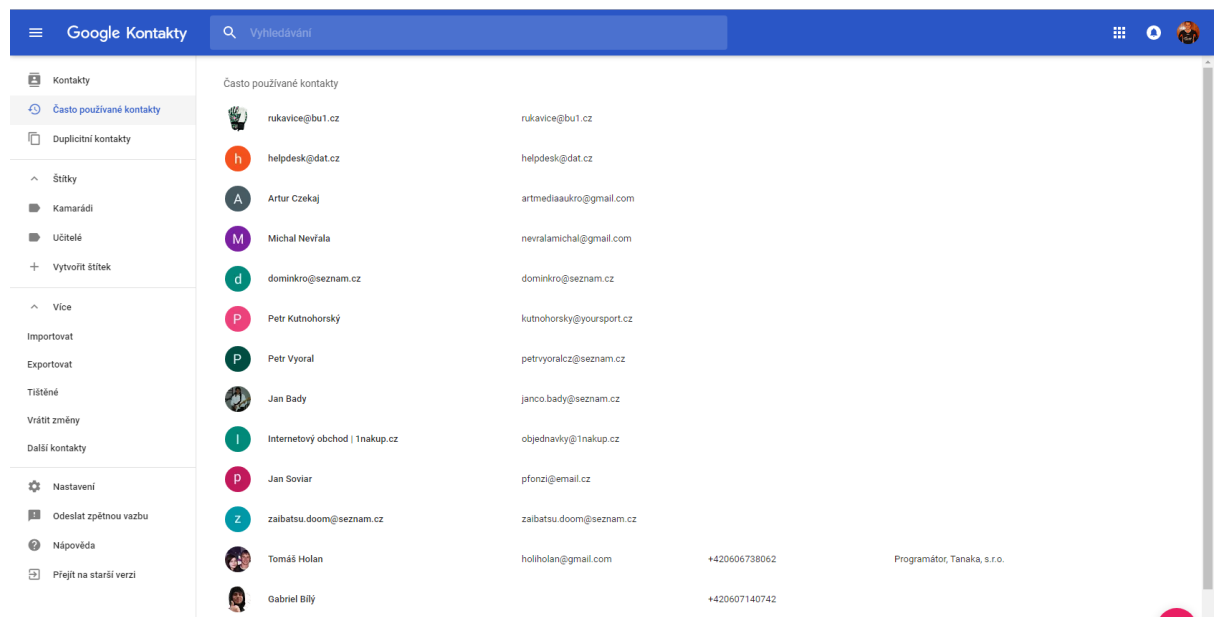 Google Kontakty
Vyhledávání
Kontakty
Často používané kontakty
Duplicitní kontakty
Štítky
Kamarádi
Učitelé
Vytvořit štítek
Více
Importovat
Exportovat
Tištěné
Vrátit změny
Další kontakty
Nastavení
Odeslat zpětnou vazbu
Nápověda
Přejít na starší verzi
Často používané kontakty
rukavice@bu1.cz rukavice@bu1.cz
h helpdesk@dat.cz helpdesk@dat.cz
A Artur Czekaj artmediaaukro@gmail.com
M Michal Nevřala nevralamichal@gmail.com
d dominkro@seznam.cz dominkro@seznam.cz
P Petr Kutnohorský kutnohorsky@yoursport.cz
P Petr Vyoral petrvyoralcz@seznam.cz
Jan Bady janco.bady@seznam.cz
I Internetový obchod | 1nakup.cz objednavky@1nakup.cz
p Jan Soviar pfonzi@email.cz
z zaibatsu.doom@seznam.cz zaibatsu.doom@seznam.cz
Tomáš Holan holiholan@gmail.com +420606738062 Programátor, Tanaka, s.r.o.
Gabriel Bílý +420607140742